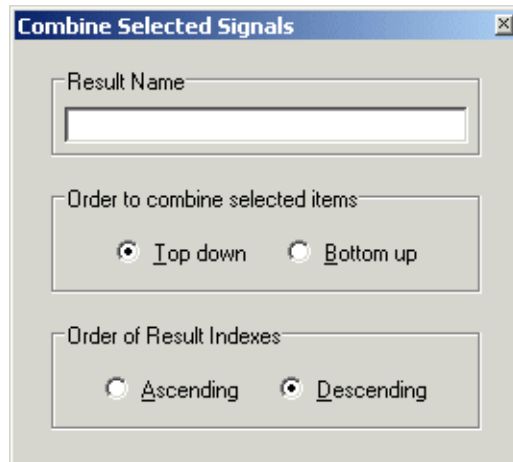 Combine Selected Signals
Result Name
Order to combine selected items
Top down Bottom up
Order of Result Indexes
Ascending Descending